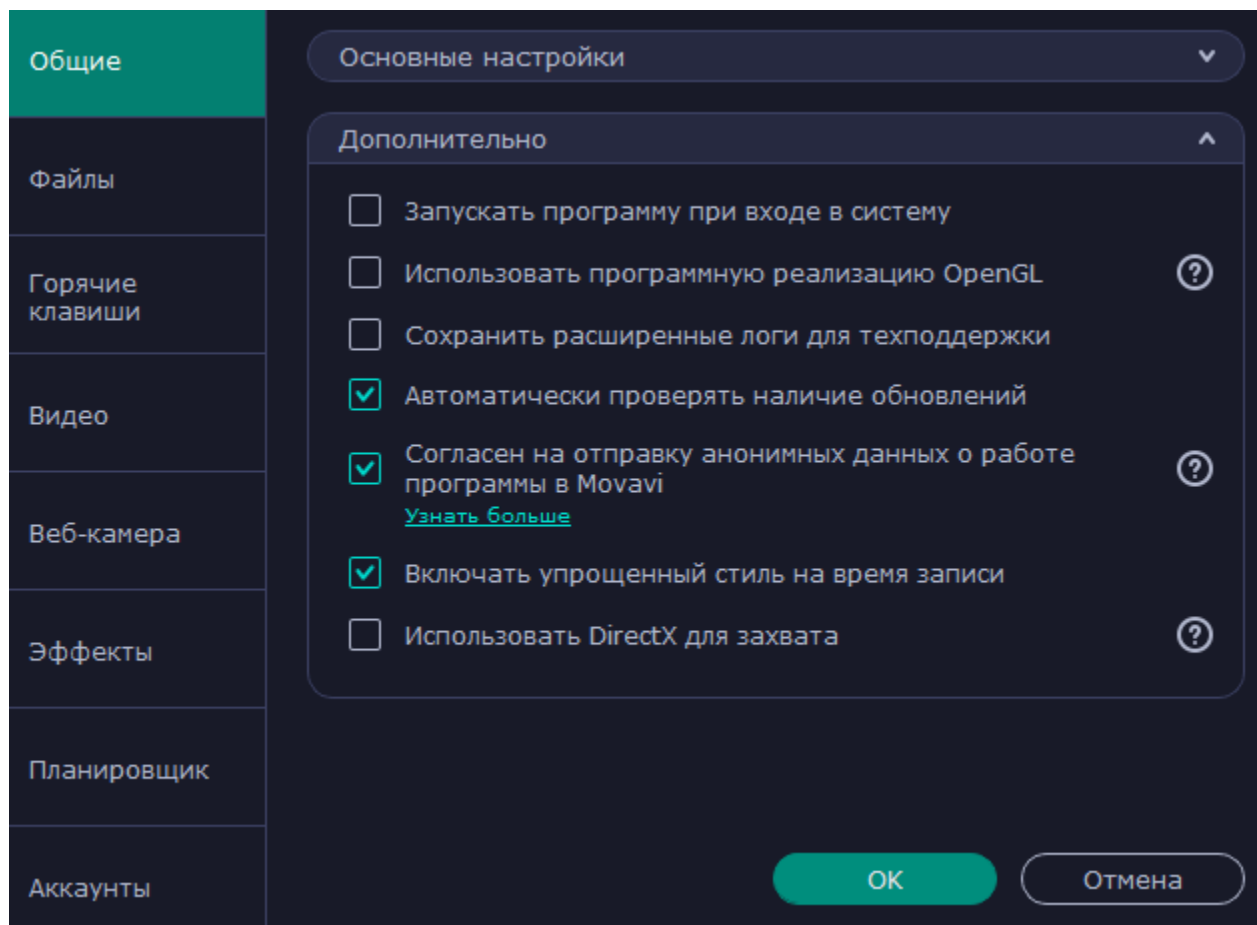 Общие
Файлы
Горячие
клавиши
Видео
Веб-камера
Эффекты
Планировщик
Аккаунты
Основные настройки
Дополнительно
Запускать программу при входе в систему
Использовать программную реализацию OpenGL
Сохранить расширенные логи для техподдержки
Автоматически проверять наличие обновлений
Согласен на отправку анонимных данных о работе
программы в Movavi
Узнать больше
Включать упрощенный стиль на время записи
Использовать DirectX для захвата
OK
Отмена